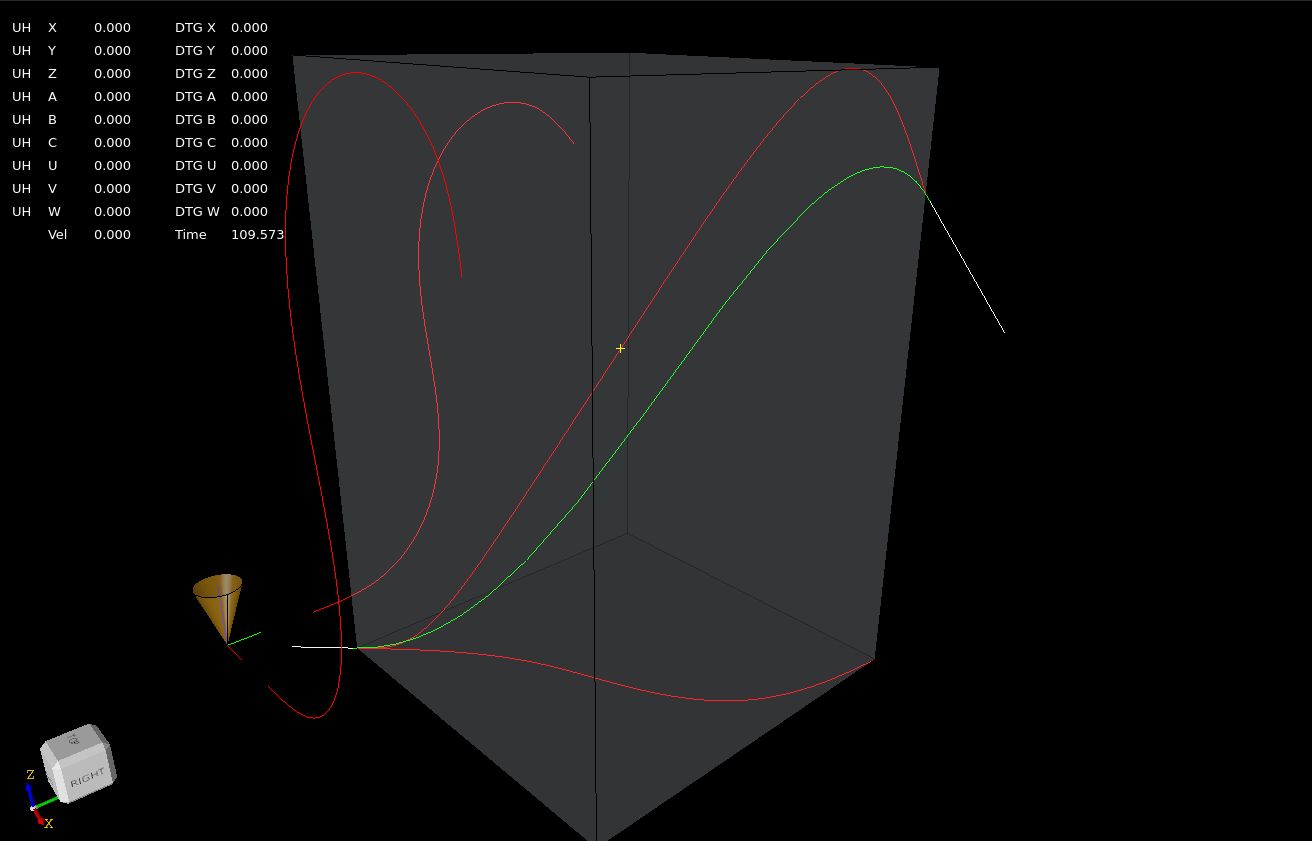 UH X 0.000 DTG X 0.000
UH Y 0.000 DTG Y 0.000
UH Z 0.000 DTG Z 0.000
UH A 0.000 DTG A 0.000
UH B 0.000 DTG B 0.000
UH C 0.000 DTG C 0.000
UH U 0.000 DTG U 0.000
UH V 0.000 DTG V 0.000
UH W 0.000 DTG W 0.000
Vel 0.000 Time 109.573
RIGHT
Z
X